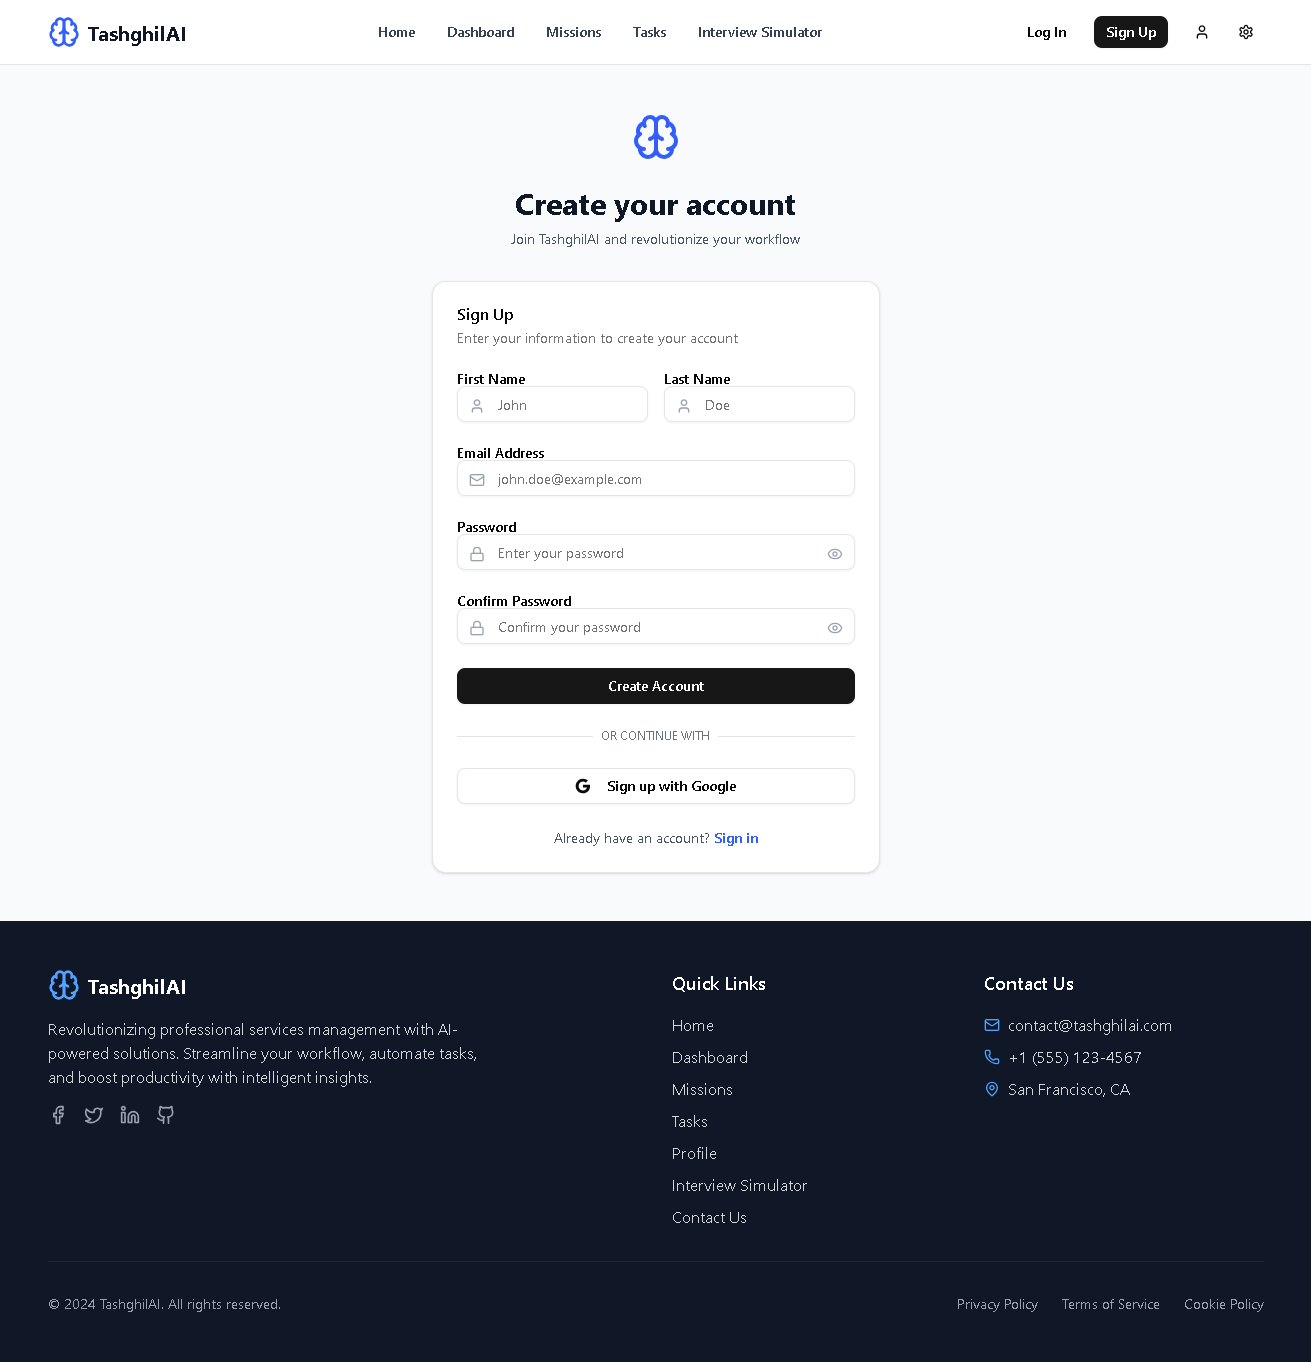 TashghilAI
Home Dashboard Missions Tasks Interview Simulator
Log In Sign Up
Create your account
Join TashghilAI and revolutionize your workflow
Sign Up
Enter your information to create your account
First Name Last Name
John Doe
Email Address
john.doe@example.com
Password
Enter your password
Confirm Password
Confirm your password
Create Account
OR CONTINUE WITH
G Sign up with Google
Already have an account? Sign in
TashghilAI
Revolutionizing professional services management with AI-
powered solutions. Streamline your workflow, automate tasks,
and boost productivity with intelligent insights.
Quick Links
Home
Dashboard
Missions
Tasks
Profile
Interview Simulator
Contact Us
Contact Us
contact@tashghilai.com
+1 (555) 123-4567
San Francisco, CA
© 2024 TashghilAI. All rights reserved.
Privacy Policy Terms of Service Cookie Policy